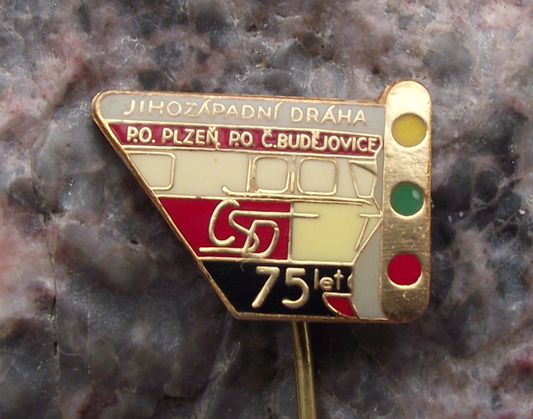 JIHOZÁPADNÍ DRÁHA
P.O. PLZEŇ P.O. Č.BUDĚJOVICE
ČSD
75 let